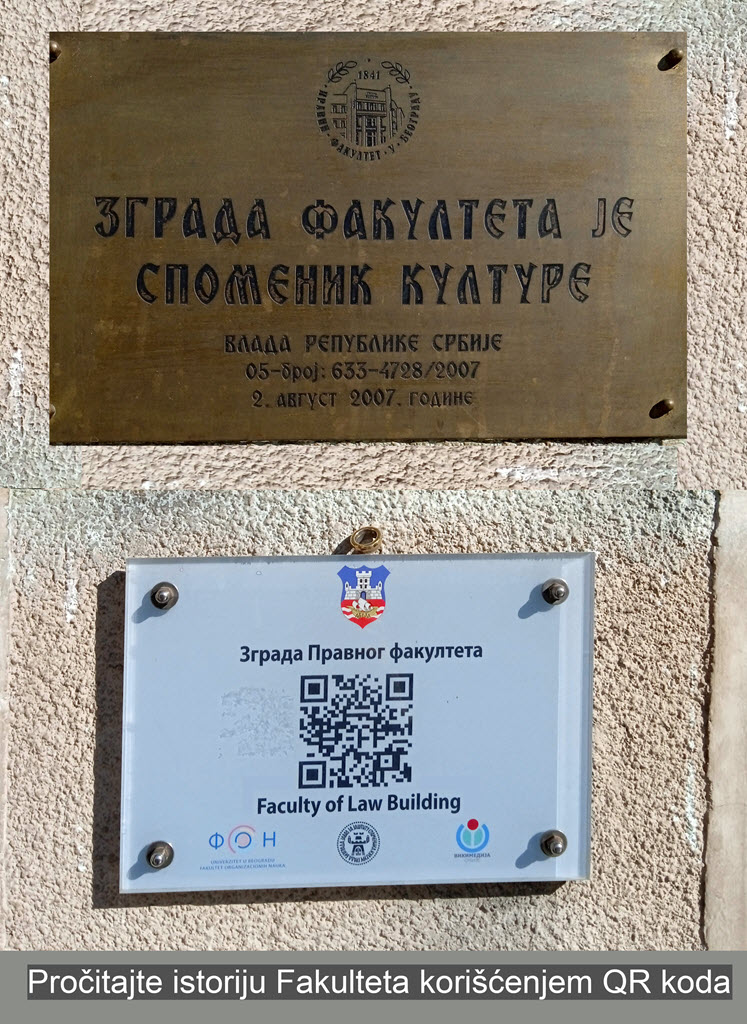 1841
ПРАВНИ · ФАКУЛТЕТ · У · БЕОГРАДУ
ЗГРАДА ФАКУЛТЕТА ЈЕ
СПОМЕНИК КУЛТУРЕ
ВЛАДА РЕПУБЛИКЕ СРБИЈЕ
05-број: 633-4728/2007
2. АВГУСТ 2007. ГОДИНЕ
Зграда Правног факултета
Faculty of Law Building
ФОН
UNIVERZITET U BEOGRADU
FAKULTET ORGANIZACIONIH NAUKA
ВИКИМЕДИЈА
Pročitajte istoriju Fakulteta korišćenjem QR koda